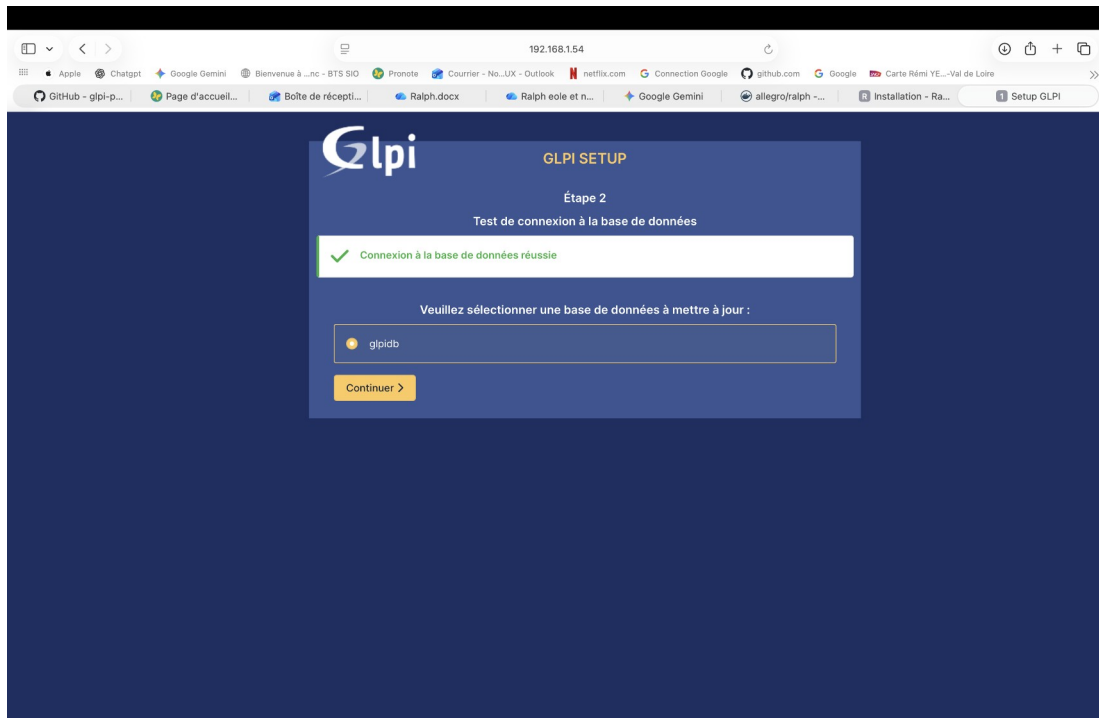 192.168.1.54
Apple Chatgpt Google Gemini Bienvenue à ...nc - BTS SIO Pronote Courrier - No...UX - Outlook netflix.com Connection Google github.com Google Carte Rémi YE...-Val de Loire
GitHub - glpi-p... Page d'accueil... Boîte de récepti... Ralph.docx Ralph eole et n... Google Gemini allegro/ralph -... R Installation - Ra... 1 Setup GLPI
Glpi
GLPI SETUP
Étape 2
Test de connexion à la base de données
Connexion à la base de données réussie
Veuillez sélectionner une base de données à mettre à jour :
glpidb
Continuer >